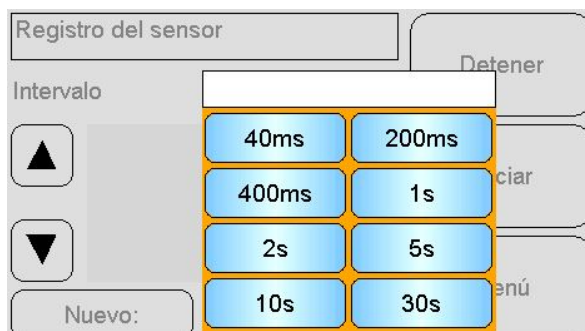 Registro del sensor
Detener
Intervalo
40ms
200ms
400ms
1s
ciar
2s
5s
10s
30s
enú
Nuevo: